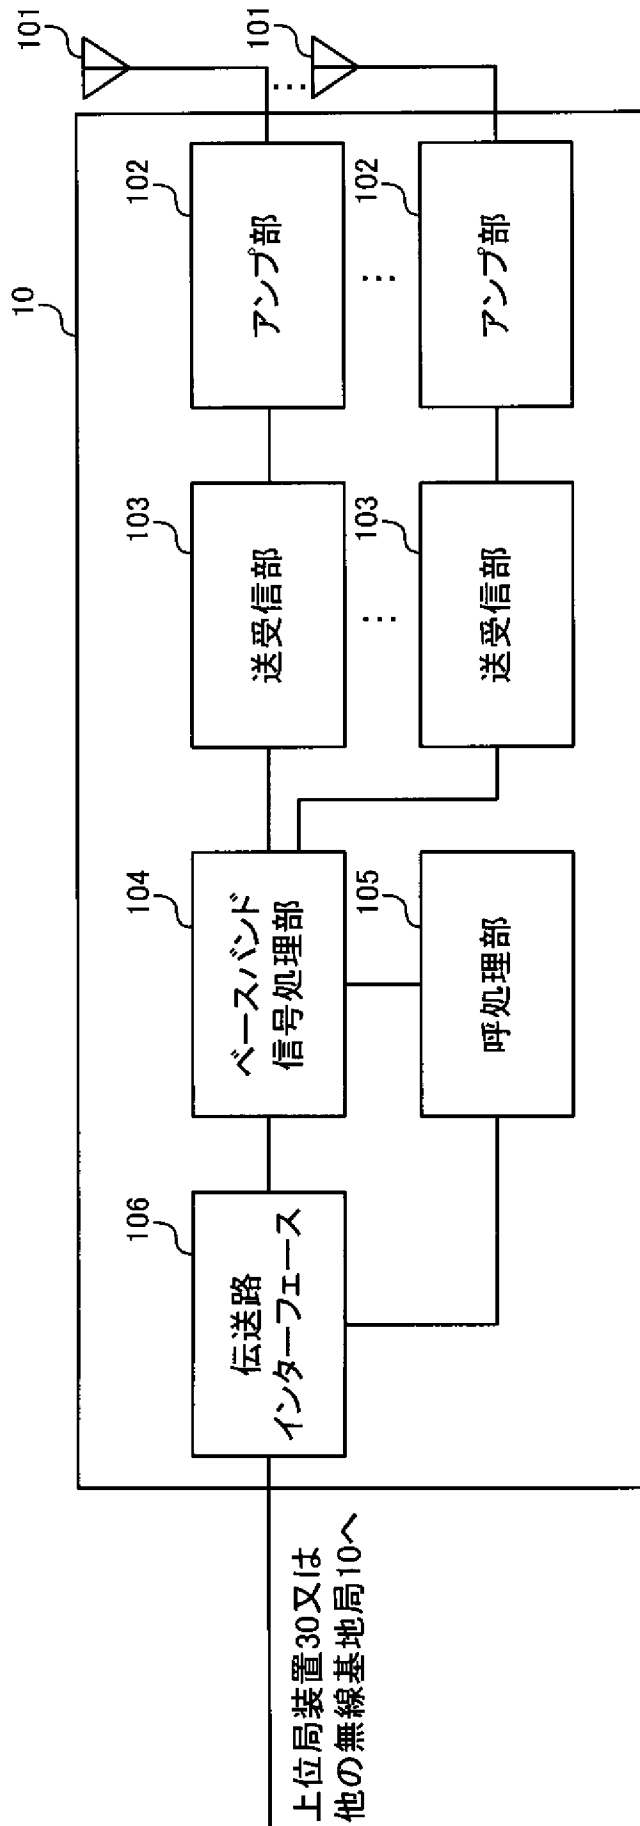 10
101
101
106
伝送路
インターフェース
104
ベースバンド
信号処理部
103
送受信部
102
アンプ部
105
呼処理部
103
送受信部
102
アンプ部
上位局装置30又は
他の無線基地局10へ